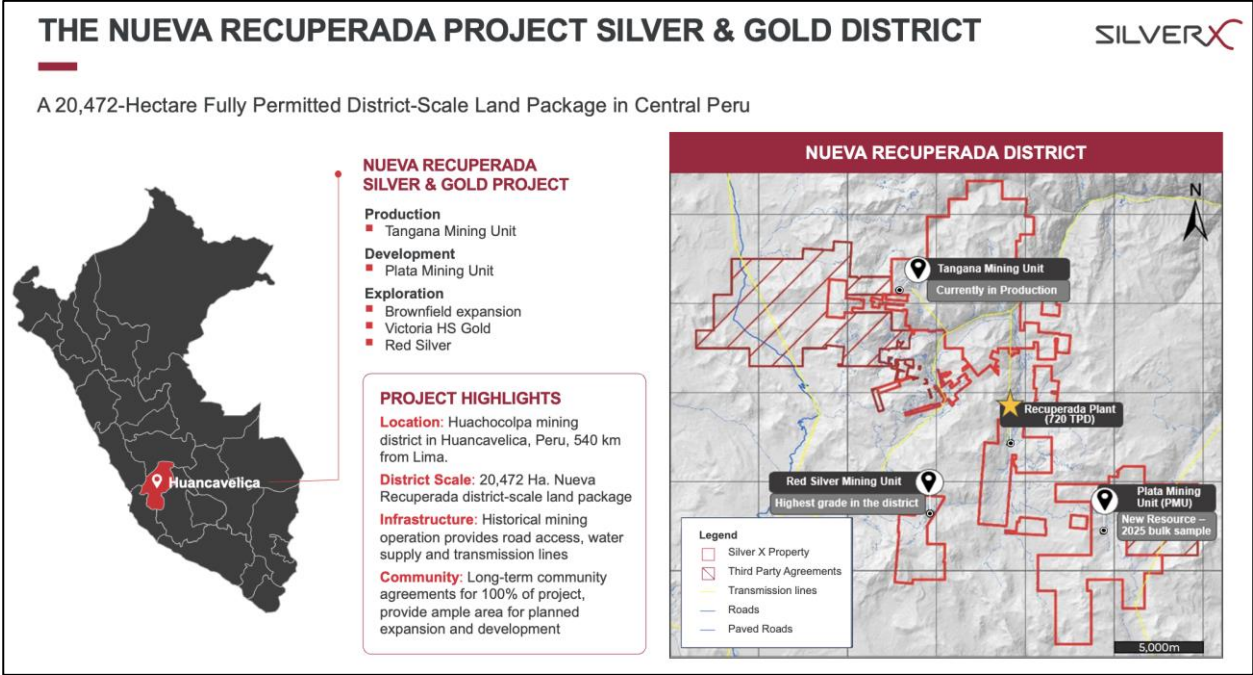 THE NUEVA RECUPERADA PROJECT SILVER & GOLD DISTRICT
SILVERX
A 20,472-Hectare Fully Permitted District-Scale Land Package in Central Peru
Huancavelica
NUEVA RECUPERADA
SILVER & GOLD PROJECT
Production
Tangana Mining Unit
Development
Plata Mining Unit
Exploration
Brownfield expansion
Victoria HS Gold
Red Silver
PROJECT HIGHLIGHTS
Location: Huachocolpa mining
district in Huancavelica, Peru, 540 km
from Lima.
District Scale: 20,472 Ha. Nueva
Recuperada district-scale land package
Infrastructure: Historical mining
operation provides road access, water
supply and transmission lines
Community: Long-term community
agreements for 100% of project,
provide ample area for planned
expansion and development
NUEVA RECUPERADA DISTRICT
N
Tangana Mining Unit
Currently in Production
Recuperada Plant
(720 TPD)
Red Silver Mining Unit
Highest grade in the district
Plata Mining
Unit (PMU)
New Resource –
2025 bulk sample
Legend
Silver X Property
Third Party Agreements
Transmission lines
Roads
Paved Roads
5,000m